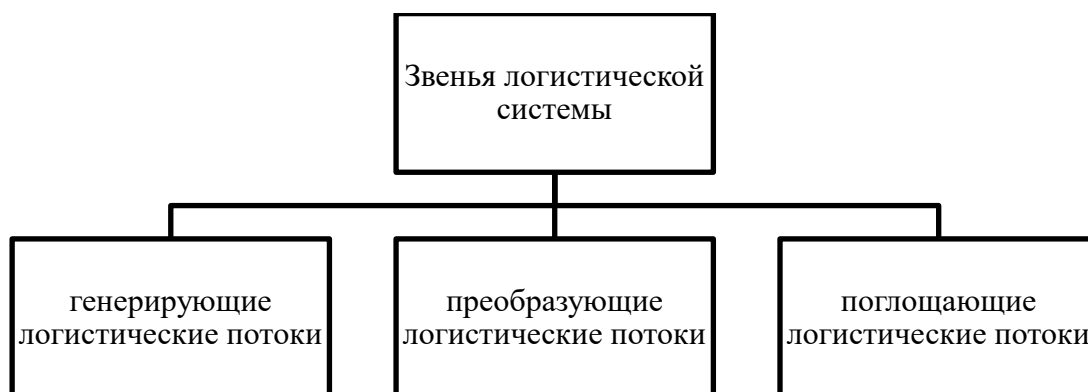 Звенья логистической
системы
генерирующие
логистические потоки
преобразующие
логистические потоки
поглощающие
логистические потоки